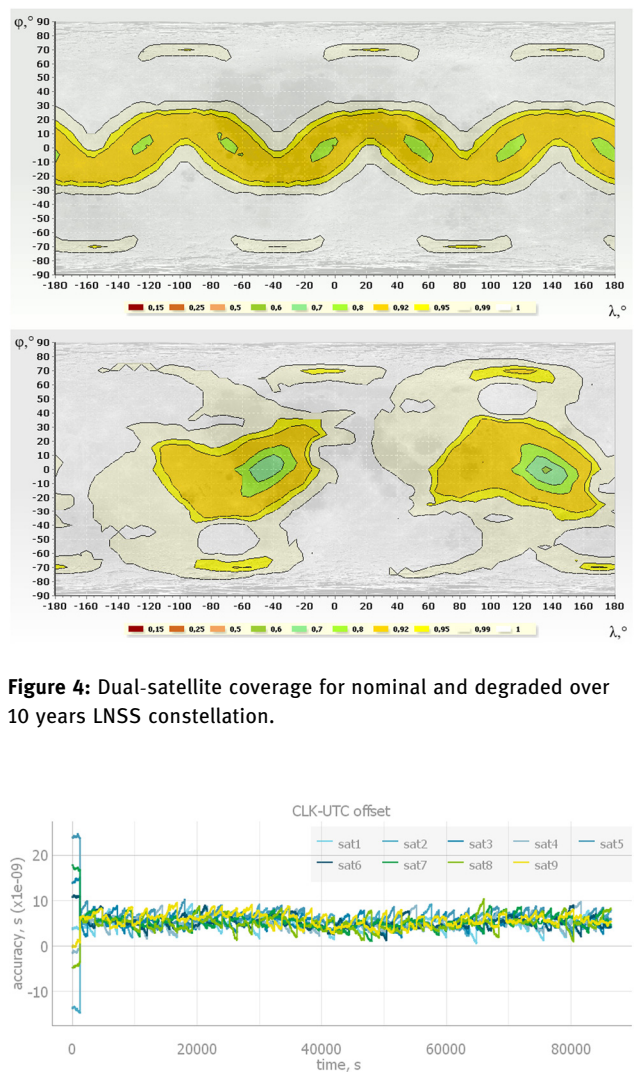 φ,° 90
80
70
60
50
40
30
20
10
0
-10
-20
-30
-40
-50
-60
-70
-80
-90
-180 -160 -140 -120 -100 -80 -60 -40 -20 0 20 40 60 80 100 120 140 160 180
0,15 0,25 0,5 0,6 0,7 0,8 0,92 0,95 0,99 1 λ,°
φ,° 90
80
70
60
50
40
30
20
10
0
-10
-20
-30
-40
-50
-60
-70
-80
-90
-180 -160 -140 -120 -100 -80 -60 -40 -20 0 20 40 60 80 100 120 140 160 180
0,15 0,25 0,5 0,6 0,7 0,8 0,92 0,95 0,99 1 λ,°
Figure 4: Dual-satellite coverage for nominal and degraded over
10 years LNSS constellation.
CLK-UTC offset
sat1 sat2 sat3 sat4 sat5
sat6 sat7 sat8 sat9
accuracy, s (x1e-09)
20
10
0
-10
0 20000 40000 60000 80000
time, s